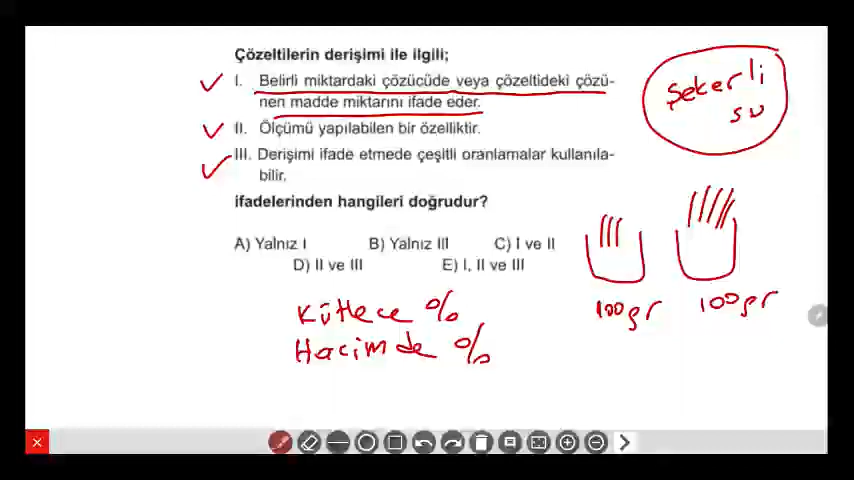 Çözeltilerin derişimi ile ilgili;
I. Belirli miktardaki çözücüde veya çözeltideki çözü-
nen madde miktarını ifade eder.
II. Ölçümü yapılabilen bir özelliktir.
III. Derişimi ifade etmede çeşitli oranlamalar kullanıla-
bilir.
ifadelerinden hangileri doğrudur?
A) Yalnız I B) Yalnız III C) I ve II
D) II ve III E) I, II ve III
Şekerli
su
100gr 100gr
Kütlece %
Hacimde %